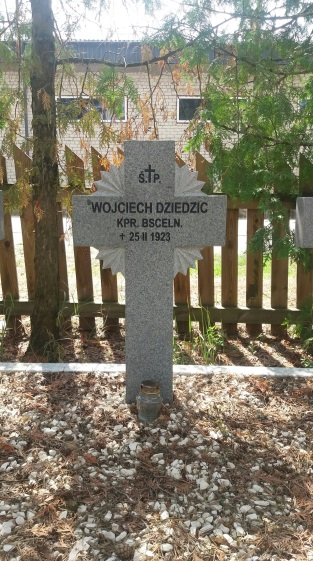 Ś.✝P.
WOJCIECH DZIEDZIC
KPR. BSCELN.
✝ 25 II 1923